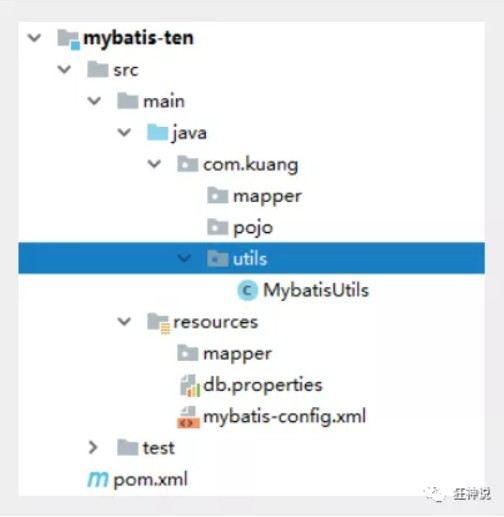 mybatis-ten
src
main
java
com.kuang
mapper
pojo
utils
C MybatisUtils
resources
mapper
db.properties
mybatis-config.xml
test
m pom.xml
狂神说